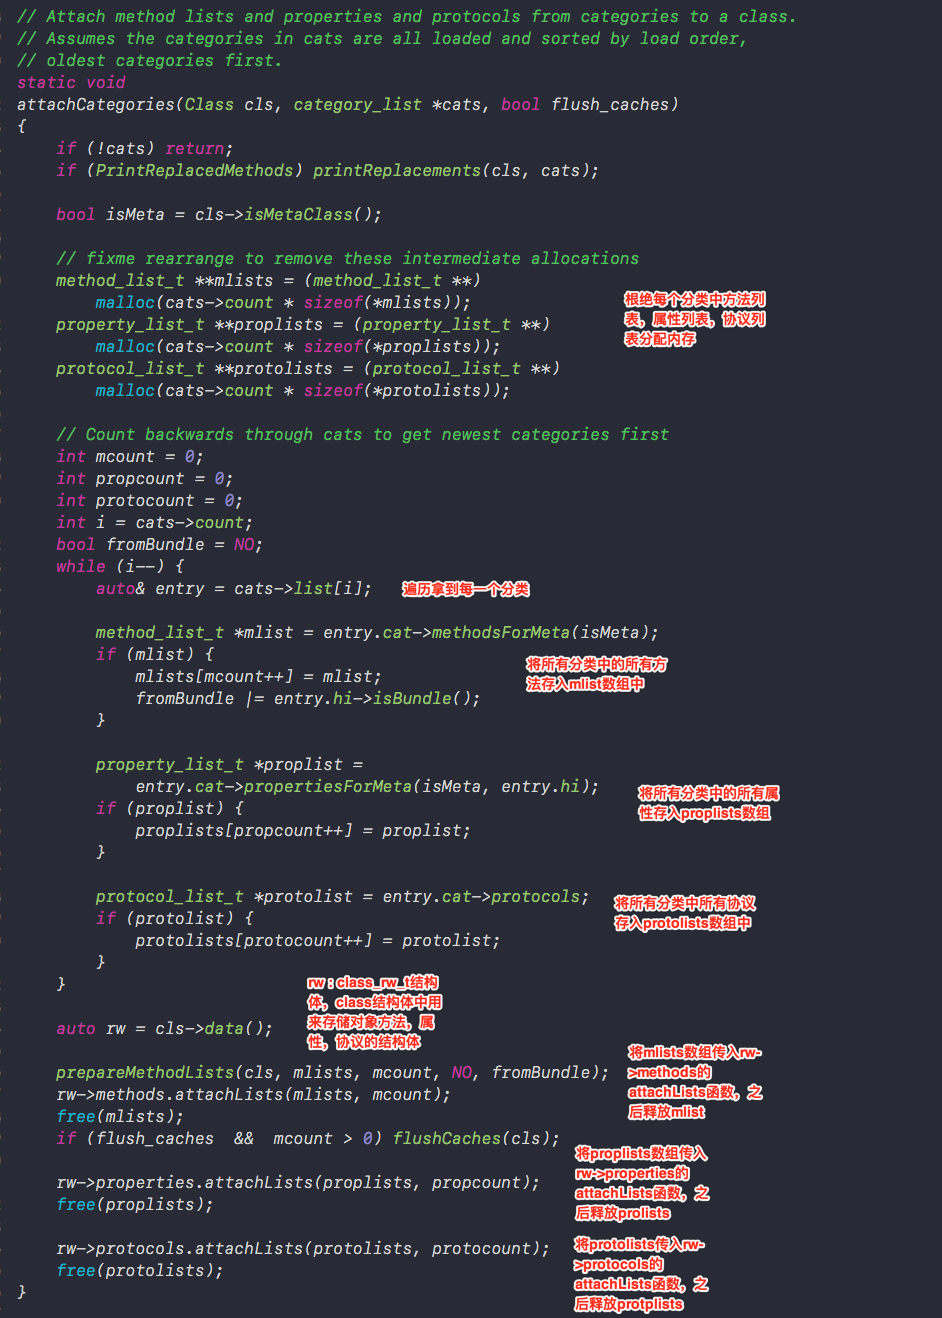 // Attach method lists and properties and protocols from categories to a class.
// Assumes the categories in cats are all loaded and sorted by load order,
// oldest categories first.
static void
attachCategories(Class cls, category_list *cats, bool flush_caches)
{
if (!cats) return;
if (PrintReplacedMethods) printReplacements(cls, cats);
bool isMeta = cls->isMetaClass();
// fixme rearrange to remove these intermediate allocations
method_list_t **mlists = (method_list_t **)
malloc(cats->count * sizeof(*mlists));
property_list_t **proplists = (property_list_t **)
malloc(cats->count * sizeof(*proplists));
protocol_list_t **protolists = (protocol_list_t **)
malloc(cats->count * sizeof(*protolists));
根绝每个分类中方法列
表，属性列表，协议列
表分配内存
// Count backwards through cats to get newest categories first
int mcount = 0;
int propcount = 0;
int protocount = 0;
int i = cats->count;
bool fromBundle = NO;
while (i--) {
auto& entry = cats->list[i];
遍历拿到每一个分类
method_list_t *mlist = entry.cat->methodsForMeta(isMeta);
if (mlist) {
mlists[mcount++] = mlist;
fromBundle |= entry.hi->isBundle();
}
将所有分类中的所有方
法存入mlist数组中
property_list_t *proplist =
entry.cat->propertiesForMeta(isMeta, entry.hi);
if (proplist) {
proplists[propcount++] = proplist;
}
将所有分类中的所有属
性存入proplists数组
protocol_list_t *protolist = entry.cat->protocols;
if (protolist) {
protolists[protocount++] = protolist;
}
将所有分类中所有协议
存入protolists数组中
}
rw：class_rw_t结构
体，class结构体中用
来存储对象方法，属
性，协议的结构体
auto rw = cls->data();
prepareMethodLists(cls, mlists, mcount, NO, fromBundle);
rw->methods.attachLists(mlists, mcount);
free(mlists);
if (flush_caches  &&  mcount > 0) flushCaches(cls);
将mlists数组传入rw-
>methods的
attachLists函数，之
后释放mlist
rw->properties.attachLists(proplists, propcount);
free(proplists);
将proplists数组传入
rw->properties的
attachLists函数，之
后释放prolists
rw->protocols.attachLists(protolists, protocount);
free(protolists);
将protolists传入rw-
>protocols的
attachLists函数，之
后释放protplists
}